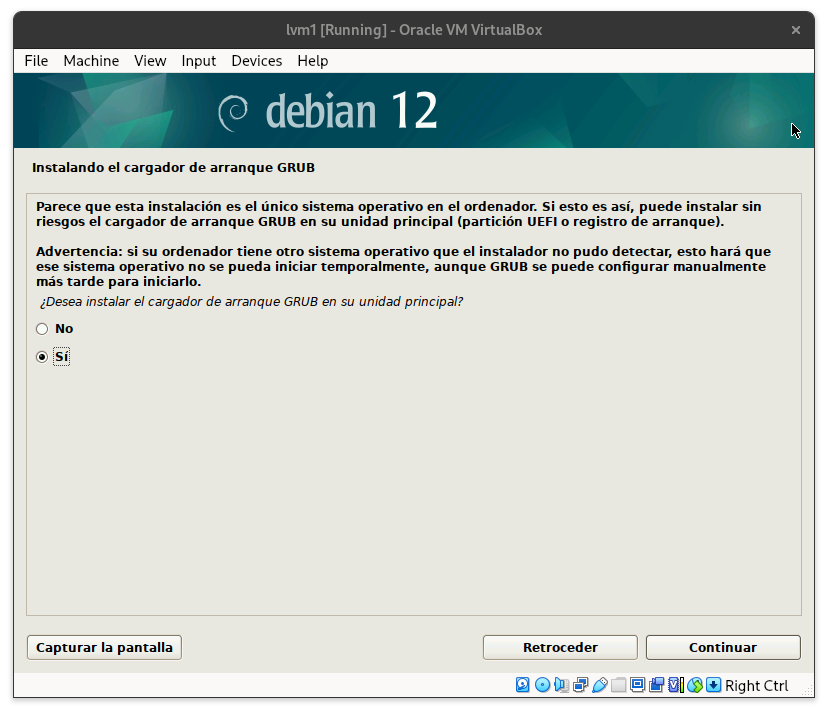 lvm1 [Running] - Oracle VM VirtualBox
File Machine View Input Devices Help
debian 12
Instalando el cargador de arranque GRUB
Parece que esta instalación es el único sistema operativo en el ordenador. Si esto es así, puede instalar sin
riesgos el cargador de arranque GRUB en su unidad principal (partición UEFI o registro de arranque).
Advertencia: si su ordenador tiene otro sistema operativo que el instalador no pudo detectar, esto hará que
ese sistema operativo no se pueda iniciar temporalmente, aunque GRUB se puede configurar manualmente
más tarde para iniciarlo.
¿Desea instalar el cargador de arranque GRUB en su unidad principal?
No
Sí
Capturar la pantalla Retroceder Continuar
Right Ctrl